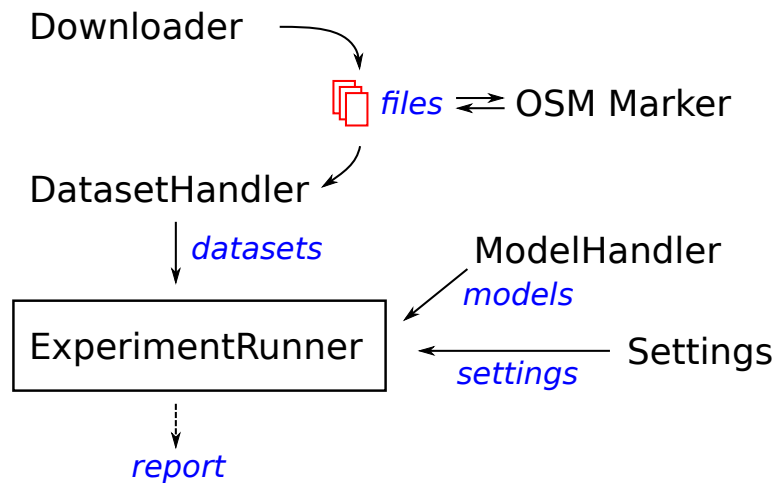 Downloader
files
OSM Marker
DatasetHandler
datasets
ModelHandler
models
ExperimentRunner
Settings
settings
report